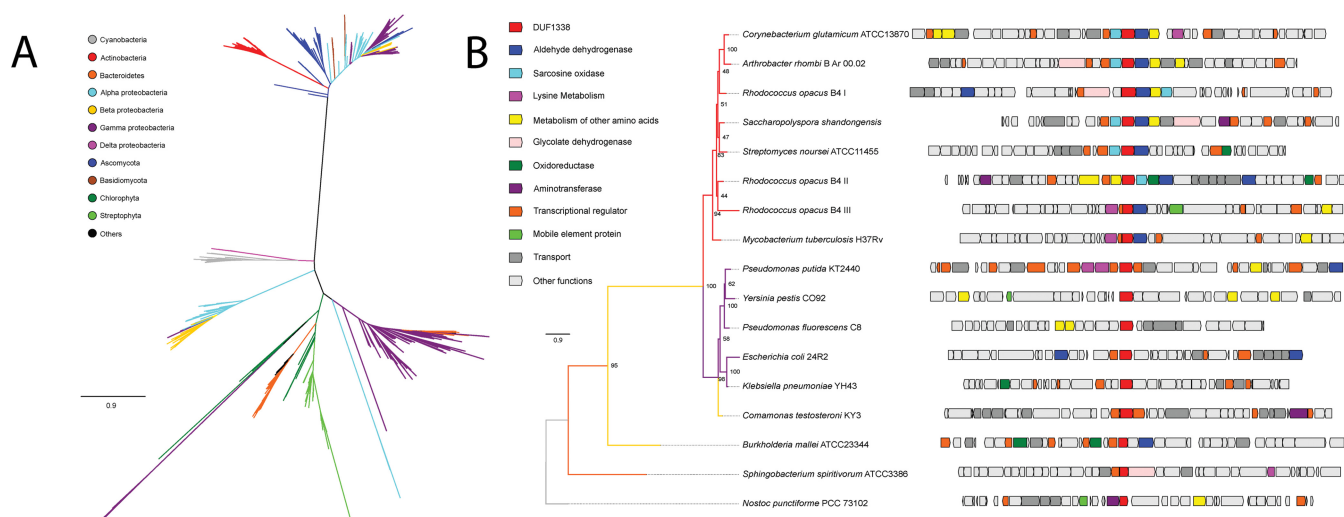 A
Cyanobacteria
Actinobacteria
Bacteroidetes
Alpha proteobacteria
Beta proteobacteria
Gamma proteobacteria
Delta proteobacteria
Ascomycota
Basidiomycota
Chlorophyta
Streptophyta
Others
0.9
B
DUF1338
Aldehyde dehydrogenase
Sarcosine oxidase
Lysine Metabolism
Metabolism of other amino acids
Glycolate dehydrogenase
Oxidoreductase
Aminotransferase
Transcriptional regulator
Mobile element protein
Transport
Other functions
0.9
100
48
51
47
63
44
94
100
62
100
58
100
98
95
Corynebacterium glutamicum ATCC13870
Arthrobacter rhombi B Ar 00.02
Rhodococcus opacus B4 I
Saccharopolyspora shandongensis
Streptomyces noursei ATCC11455
Rhodococcus opacus B4 II
Rhodococcus opacus B4 III
Mycobacterium tuberculosis H37Rv
Pseudomonas putida KT2440
Yersinia pestis CO92
Pseudomonas fluorescens C8
Escherichia coli 24R2
Klebsiella pneumoniae YH43
Comamonas testosteroni KY3
Burkholderia mallei ATCC23344
Sphingobacterium spiritivorum ATCC3386
Nostoc punctiforme PCC 73102